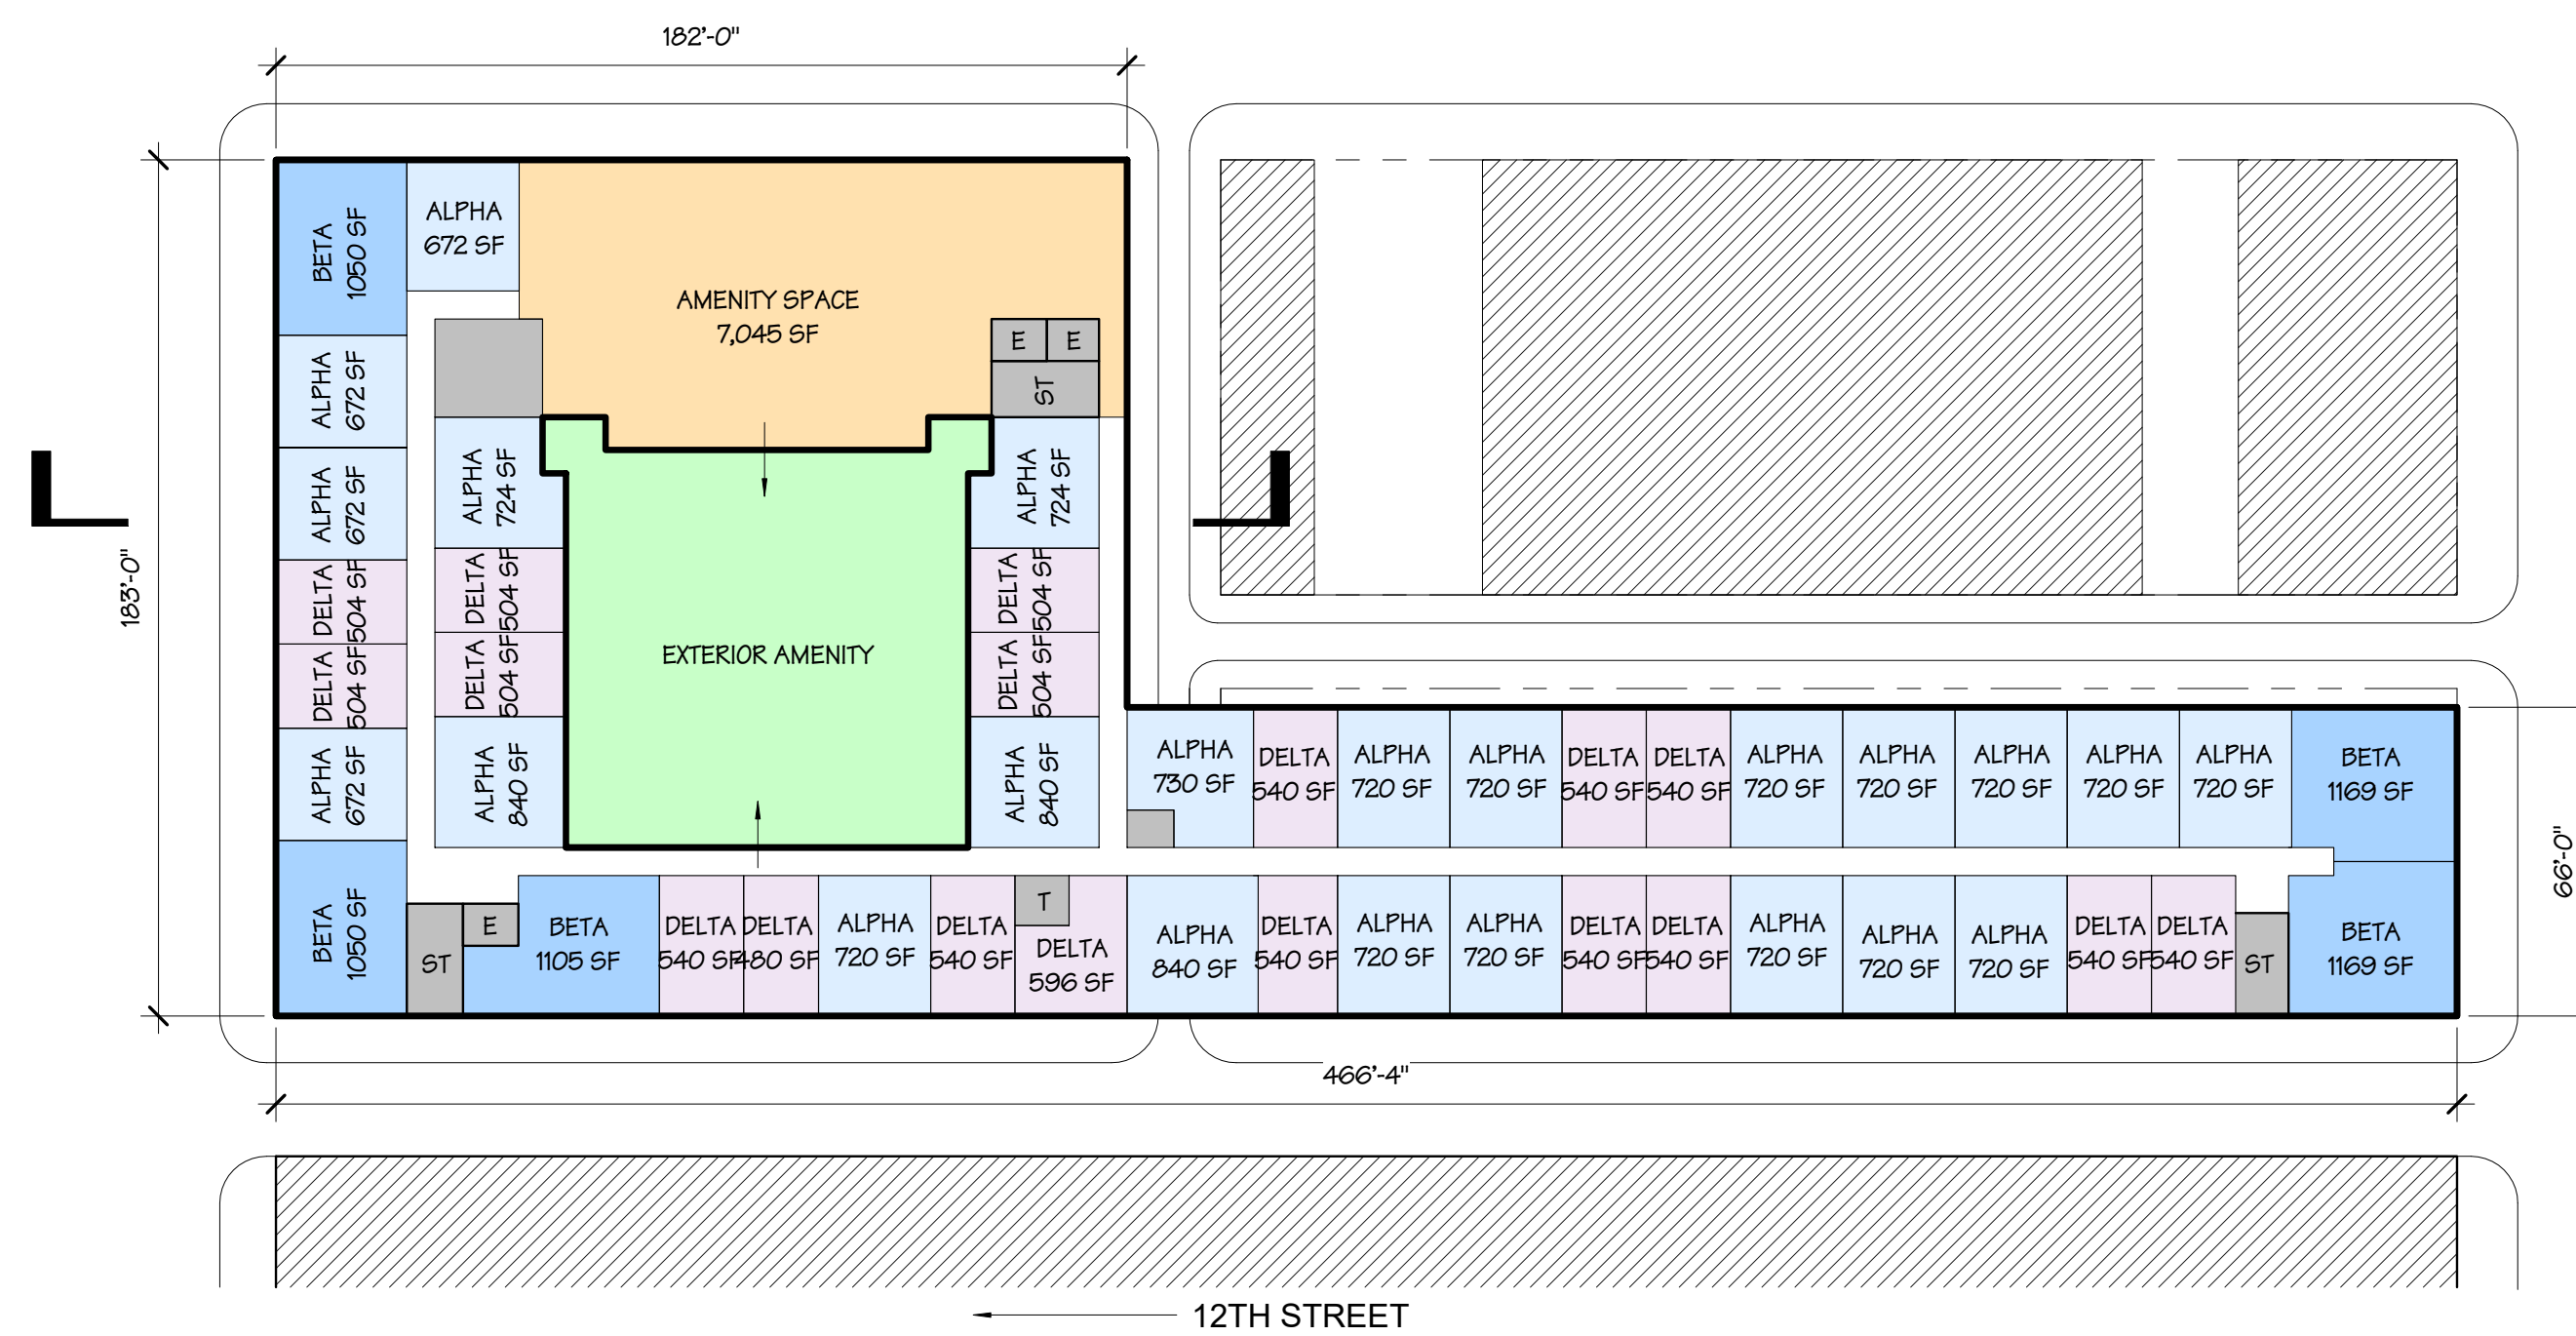 182'-0"
BETA
1050 SF
ALPHA
672 SF
AMENITY SPACE
7,045 SF
E
E
ST
ALPHA
672 SF
ALPHA
672 SF
ALPHA
724 SF
ALPHA
724 SF
183'-0"
DELTA
504 SF
DELTA
504 SF
DELTA
504 SF
DELTA
504 SF
DELTA
504 SF
DELTA
504 SF
EXTERIOR AMENITY
ALPHA
672 SF
ALPHA
840 SF
ALPHA
840 SF
ALPHA
730 SF
DELTA
540 SF
ALPHA
720 SF
ALPHA
720 SF
DELTA
540 SF
DELTA
540 SF
ALPHA
720 SF
ALPHA
720 SF
ALPHA
720 SF
ALPHA
720 SF
ALPHA
720 SF
BETA
1169 SF
66'-0"
BETA
1050 SF
ST
E
BETA
1105 SF
DELTA
540 SF
DELTA
480 SF
ALPHA
720 SF
DELTA
540 SF
T
DELTA
596 SF
ALPHA
840 SF
DELTA
540 SF
ALPHA
720 SF
ALPHA
720 SF
DELTA
540 SF
DELTA
540 SF
ALPHA
720 SF
ALPHA
720 SF
ALPHA
720 SF
DELTA
540 SF
DELTA
540 SF
ST
BETA
1169 SF
466'-4"
12TH STREET